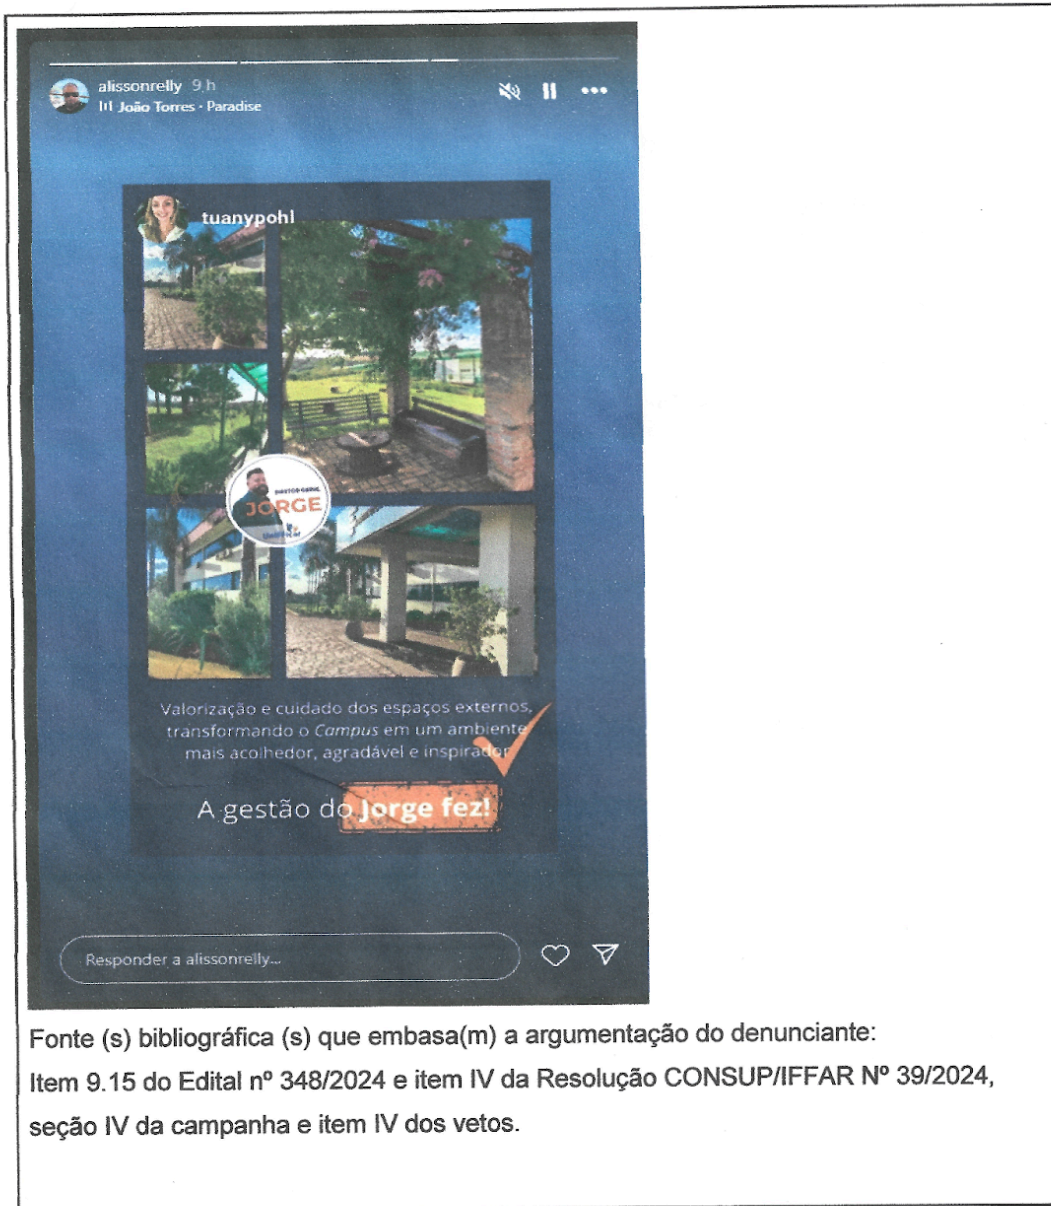 alissonrelly 9 h
João Torres · Paradise
tuanypohl
DIRETOR GERAL
JORGE
Valorização e cuidado dos espaços externos,
transformando o Campus em um ambiente
mais acolhedor, agradável e inspirador
A gestão do Jorge fez!
Responder a alissonrelly...
Fonte (s) bibliográfica (s) que embasa(m) a argumentação do denunciante:
Item 9.15 do Edital nº 348/2024 e item IV da Resolução CONSUP/IFFAR Nº 39/2024,
seção IV da campanha e item IV dos vetos.